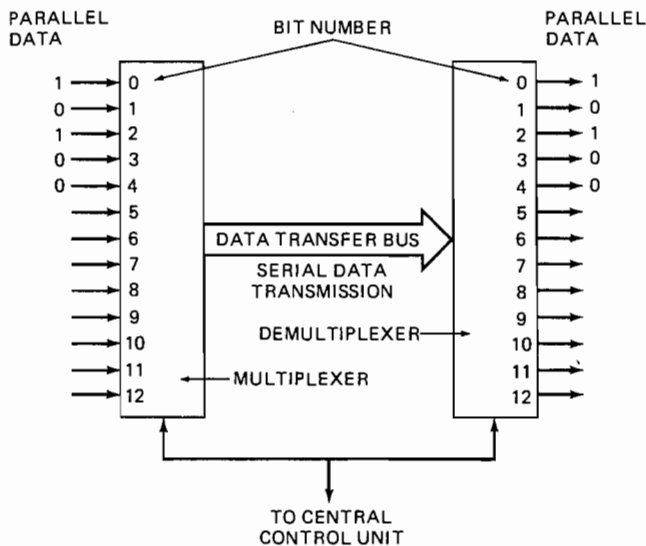 PARALLEL
DATA
BIT NUMBER
PARALLEL
DATA
1 0 0 1
0 1 1 0
1 2 2 1
0 3 3 0
0 4 4 0
5 5
6 DATA TRANSFER BUS 6
7 SERIAL DATA 7
8 TRANSMISSION 8
9 9
10 DEMULTIPLEXER 10
11 MULTIPLEXER 11
12 12
TO CENTRAL
CONTROL UNIT